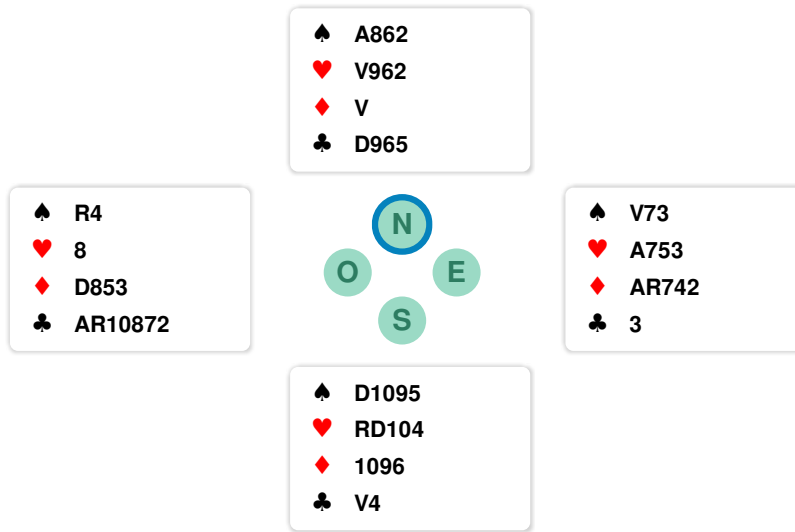 ♠ A862
♥ V962
♦ V
♣ D965
♠ R4
♥ 8
♦ D853
♣ AR10872
N
O E
S
♠ V73
♥ A753
♦ AR742
♣ 3
♠ D1095
♥ RD104
♦ 1096
♣ V4